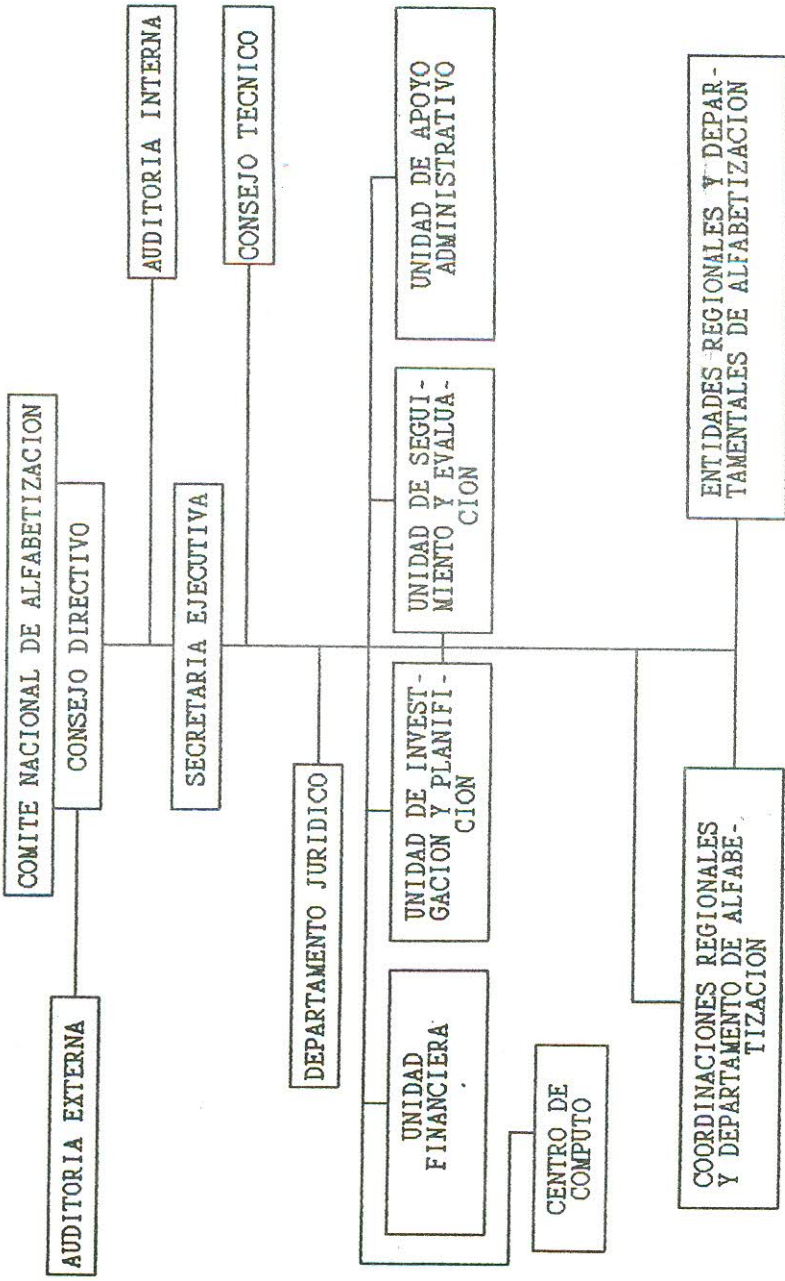 COMITE NACIONAL DE ALFABETIZACION
CONSEJO DIRECTIVO
AUDITORIA EXTERNA
AUDITORIA INTERNA
SECRETARIA EJECUTIVA
CONSEJO TECNICO
DEPARTAMENTO JURIDICO
UNIDAD
FINANCIERA
UNIDAD DE INVEST-
GACION Y PLANIFI-
CION
UNIDAD DE SEGUI-
MIENTO Y EVALUA-
CION
UNIDAD DE APOYO
ADMINISTRATIVO
CENTRO DE
COMPUTO
COORDINACIONES REGIONALES
Y DEPARTAMENTO DE ALFABE-
TIZACION
ENTIDADES REGIONALES Y DEPAR-
TAMENTALES DE ALFABETIZACION